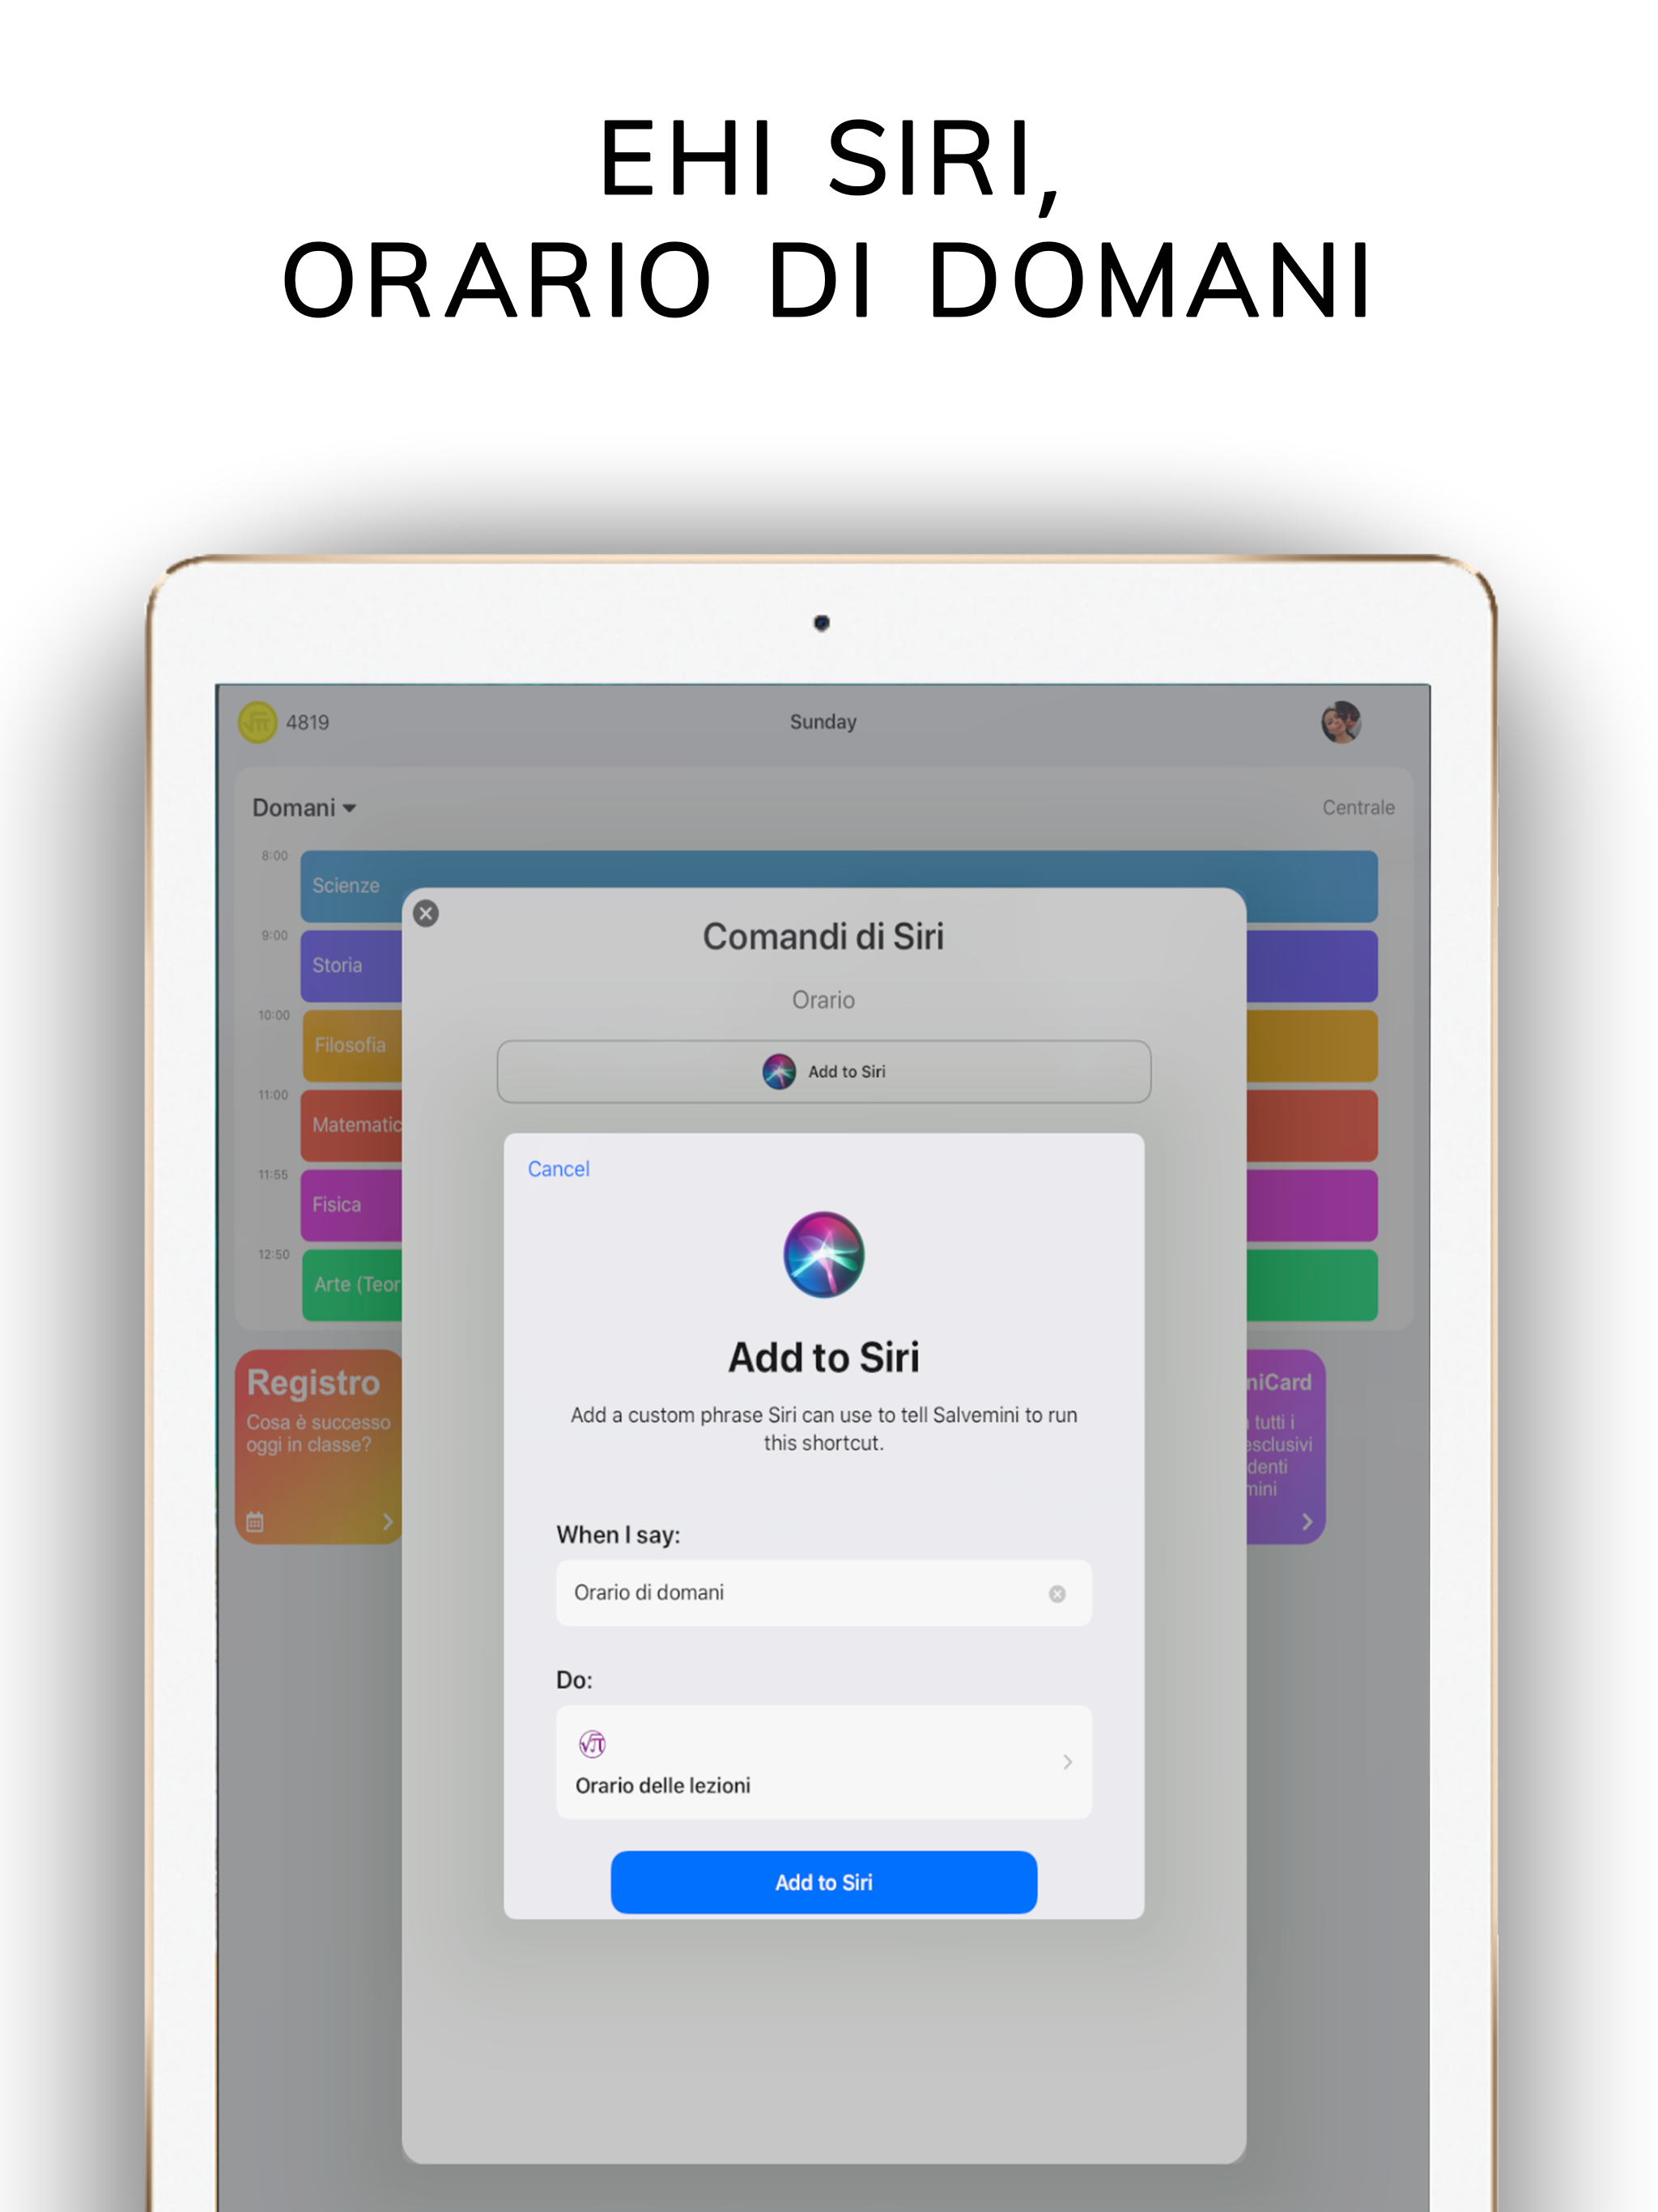 EHI SIRI,
ORARIO DI DOMANI
4819
Sunday
Domani
Centrale
8:00
Scienze
9:00
Storia
10:00
Filosofia
11:00
Matematic
11:55
Fisica
12:50
Arte (Teor
Comandi di Siri
Orario
Add to Siri
Cancel
Add to Siri
Add a custom phrase Siri can use to tell Salvemini to run
this shortcut.
When I say:
Orario di domani
Do:
√π
Orario delle lezioni
Add to Siri
Registro
Cosa è successo
oggi in classe?
niCard
tutti i
esclusivi
denti
mini